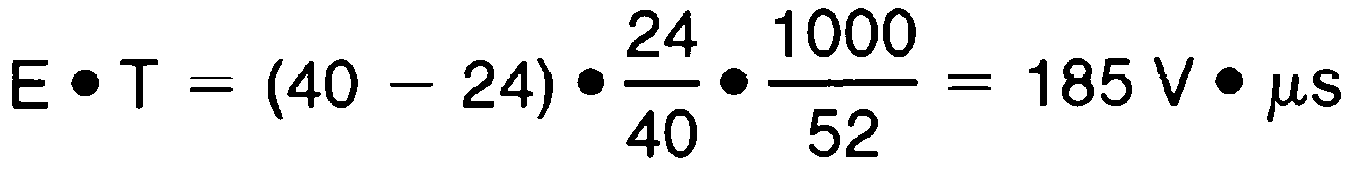 E • T = (40 − 24) • 24/40 • 1000/52 = 185 V • μs